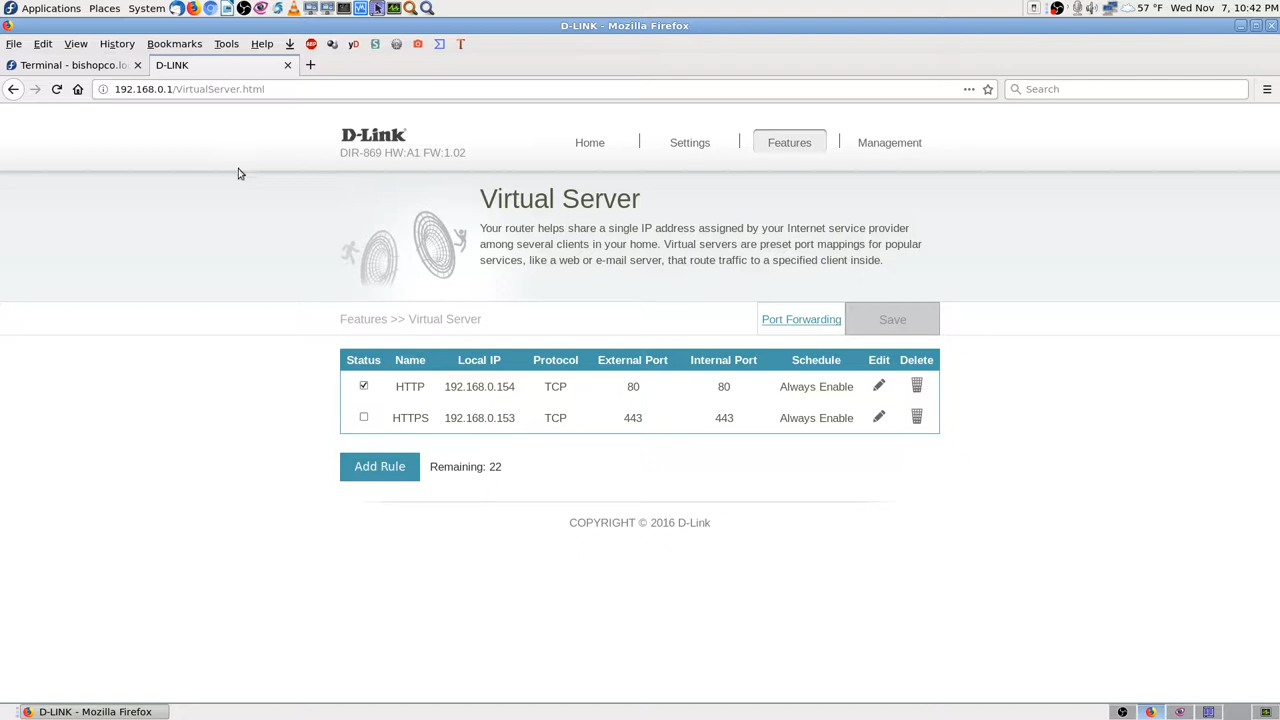 Applications Places System 57 °F Wed Nov 7, 10:42 PM
D-LINK - Mozilla Firefox
File Edit View History Bookmarks Tools Help
Terminal - bishopco.lo D-LINK
192.168.0.1/VirtualServer.html Search
D-Link
DIR-869 HW:A1 FW:1.02
Home Settings Features Management
Virtual Server
Your router helps share a single IP address assigned by your Internet service provider
among several clients in your home. Virtual servers are preset port mappings for popular
services, like a web or e-mail server, that route traffic to a specified client inside.
Features >> Virtual Server Port Forwarding Save
Status Name Local IP Protocol External Port Internal Port Schedule Edit Delete
HTTP 192.168.0.154 TCP 80 80 Always Enable
HTTPS 192.168.0.153 TCP 443 443 Always Enable
Add Rule Remaining: 22
COPYRIGHT © 2016 D-Link
D-LINK - Mozilla Firefox